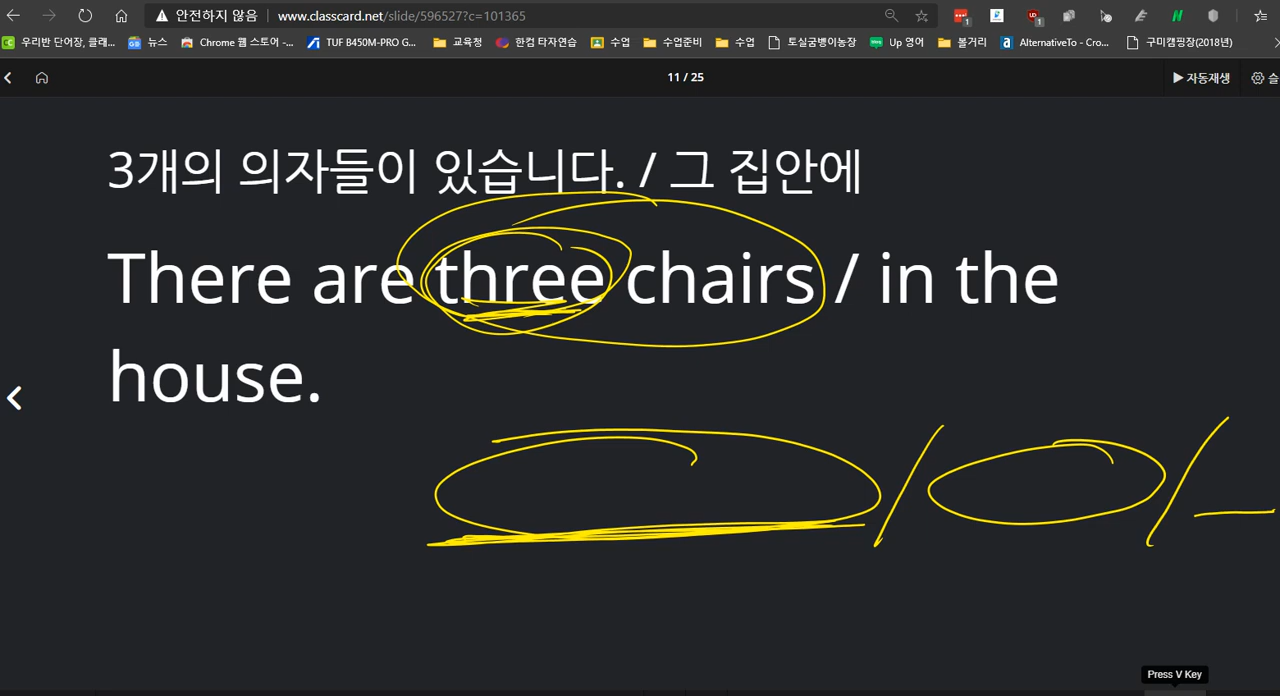 안전하지 않음 www.classcard.net/slide/596527?c=101365
우리반 단어장, 클래... 뉴스 Chrome 웹 스토어 -... TUF B450M-PRO G... 교육청 한컴 타자연습 수업 수업준비 수업 토실굼벵이농장 Up 영어 볼거리 AlternativeTo - Cro... 구미캠핑장(2018년)
11 / 25 ▶ 자동재생 슬
3개의 의자들이 있습니다. / 그 집안에
There are three chairs / in the
house.
Press V Key